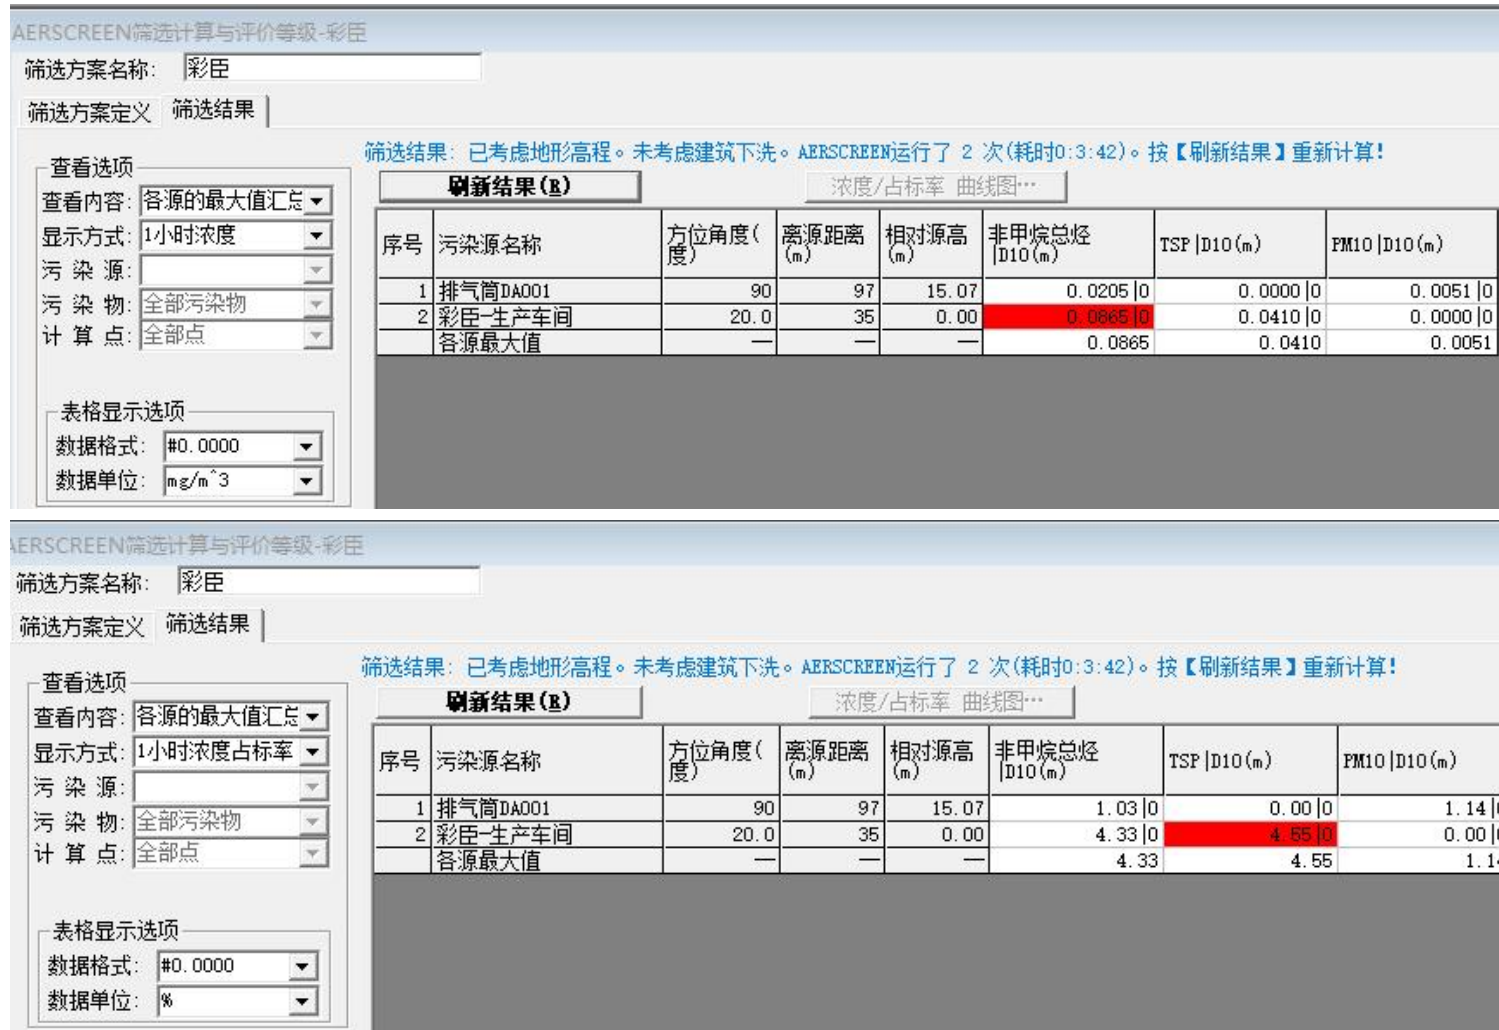 AERSCREEN筛选计算与评价等级-彩臣
筛选方案名称: 彩臣
筛选方案定义 筛选结果
筛选结果: 已考虑地形高程。未考虑建筑下洗。AERSCREEN运行了 2 次(耗时0:3:42)。按【刷新结果】重新计算!
刷新结果(R) 浓度/占标率 曲线图…
查看选项
查看内容: 各源的最大值汇总
显示方式: 1小时浓度
污 染 源:
污 染 物: 全部污染物
计 算 点: 全部点
表格显示选项
数据格式: #0.0000
数据单位: mg/m^3
序号 污染源名称 方位角度(度) 离源距离(m) 相对源高(m) 非甲烷总烃|D10(m) TSP|D10(m) PM10|D10(m)
1 排气筒DA001 90 97 15.07 0.0205|0 0.0000|0 0.0051|0
2 彩臣-生产车间 20.0 35 0.00 0.0865|0 0.0410|0 0.0000|0
各源最大值 — — — 0.0865 0.0410 0.0051
AERSCREEN筛选计算与评价等级-彩臣
筛选方案名称: 彩臣
筛选方案定义 筛选结果
筛选结果: 已考虑地形高程。未考虑建筑下洗。AERSCREEN运行了 2 次(耗时0:3:42)。按【刷新结果】重新计算!
刷新结果(R) 浓度/占标率 曲线图…
查看选项
查看内容: 各源的最大值汇总
显示方式: 1小时浓度占标率
污 染 源:
污 染 物: 全部污染物
计 算 点: 全部点
表格显示选项
数据格式: #0.0000
数据单位: %
序号 污染源名称 方位角度(度) 离源距离(m) 相对源高(m) 非甲烷总烃|D10(m) TSP|D10(m) PM10|D10(m)
1 排气筒DA001 90 97 15.07 1.03|0 0.00|0 1.14|
2 彩臣-生产车间 20.0 35 0.00 4.33|0 4.55|0 0.00|
各源最大值 — — — 4.33 4.55 1.1